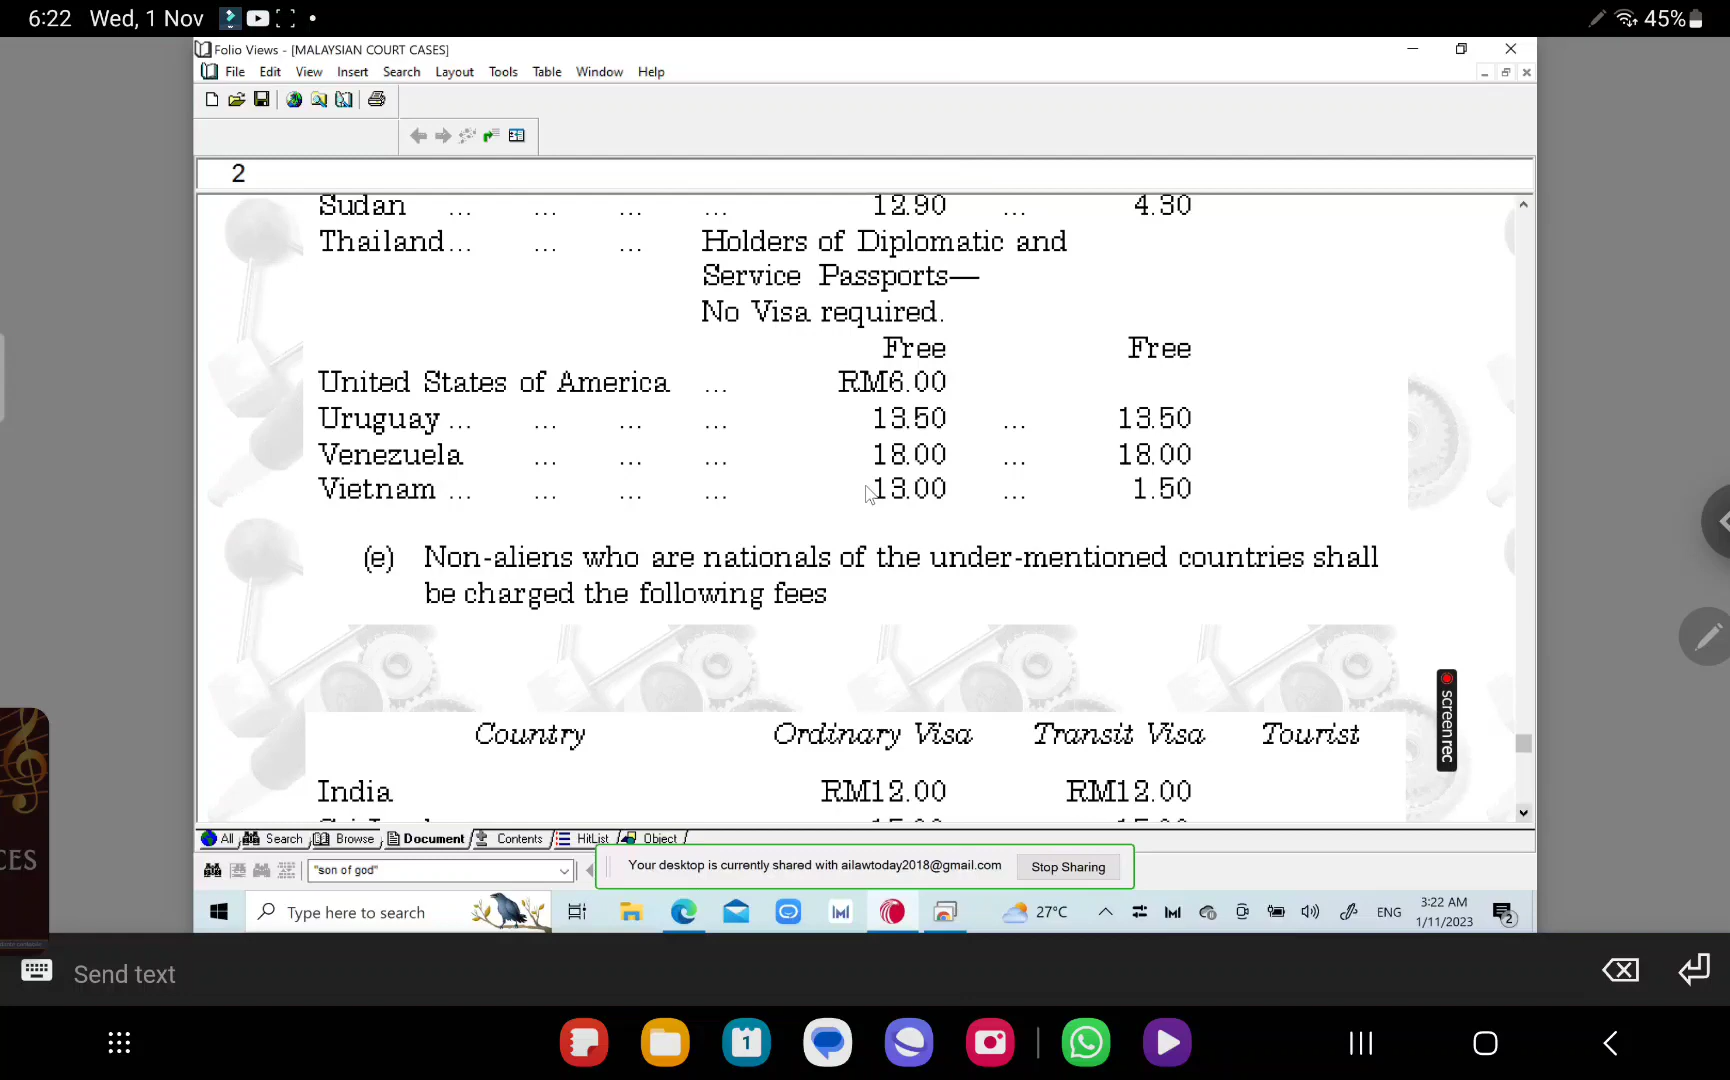 6:22 Wed, 1 Nov 45%
Folio Views - [MALAYSIAN COURT CASES]
File Edit View Insert Search Layout Tools Table Window Help
2
Sudan ... ... ... ... 12.90 ... 4.30
Thailand... ... ... Holders of Diplomatic and
Service Passports—
No Visa required.
Free Free
United States of America ... RM6.00
Uruguay ... ... ... ... 13.50 ... 13.50
Venezuela ... ... ... 18.00 ... 18.00
Vietnam ... ... ... ... 13.00 ... 1.50
(e) Non-aliens who are nationals of the under-mentioned countries shall
be charged the following fees
Country Ordinary Visa Transit Visa Tourist
India RM12.00 RM12.00
screenrec
All Search Browse Document Contents HitList Object
"son of god"
Your desktop is currently shared with ailawtoday2018@gmail.com Stop Sharing
Type here to search 27°C ENG 3:22 AM
1/11/2023 2
CES
Send text
1